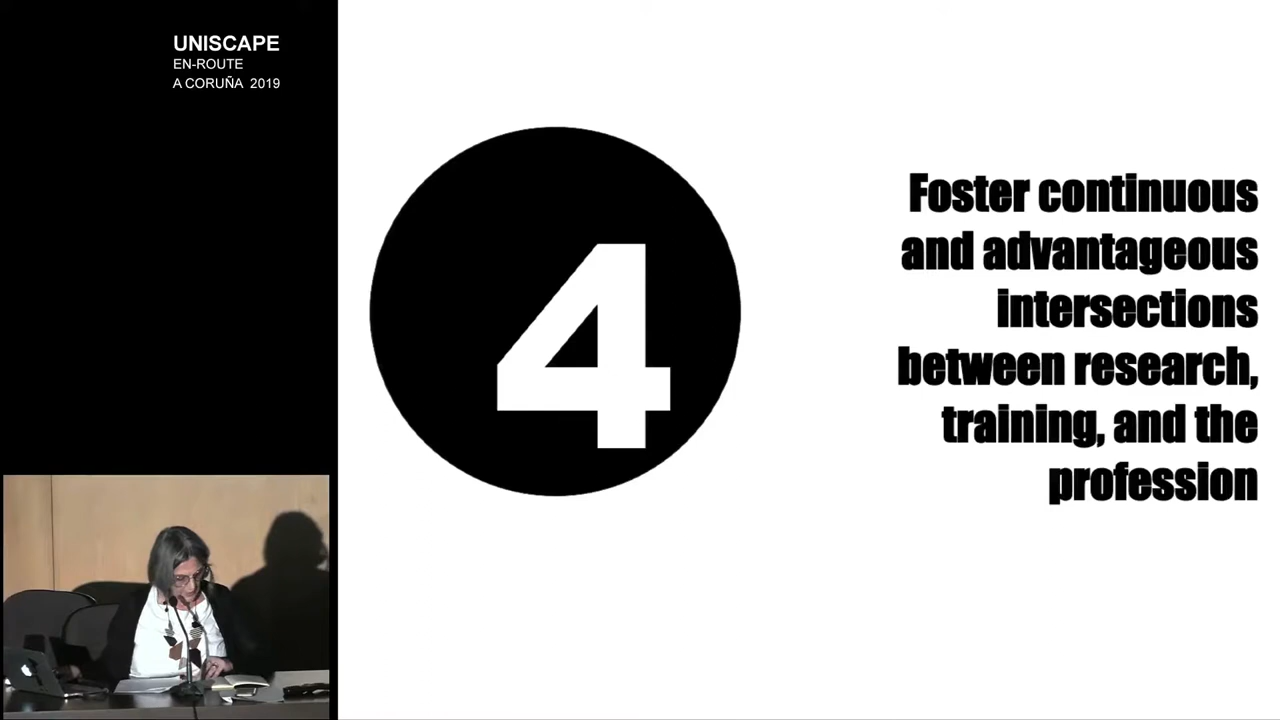 UNISCAPE
EN-ROUTE
A CORUÑA 2019
4
Foster continuous
and advantageous
intersections
between research,
training, and the
profession